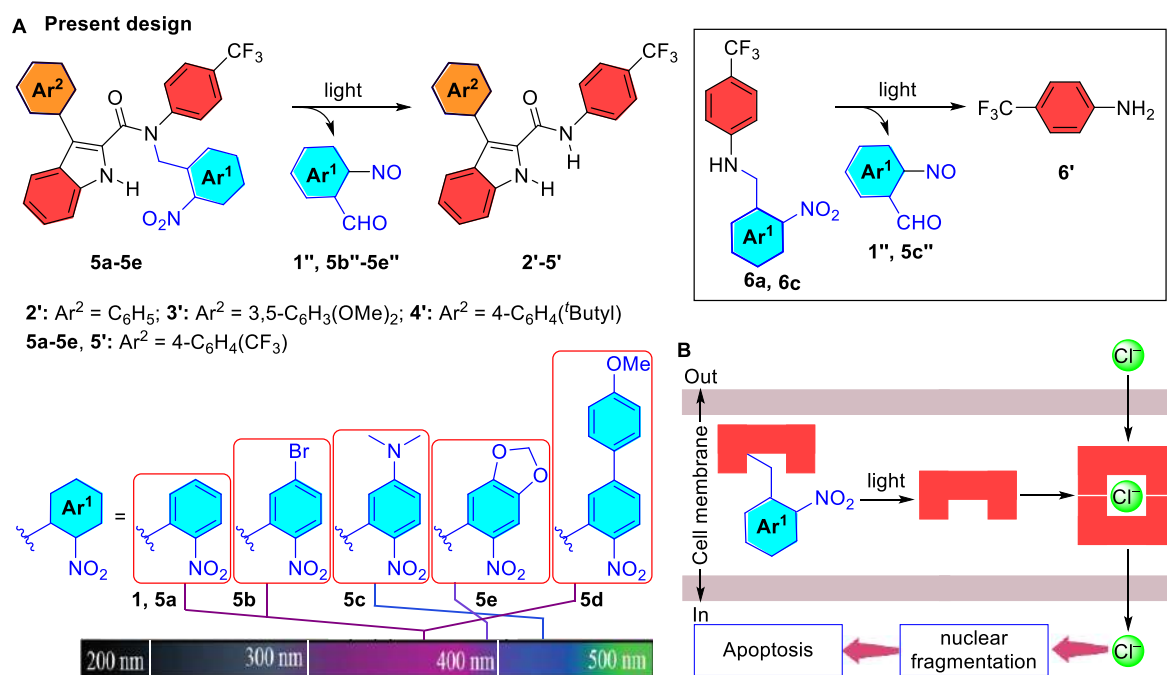 A Present design
Ar²
CF₃
O
N
N
H
Ar¹
O₂N
5a-5e
light
Ar¹
NO
CHO
1'', 5b''-5e''
Ar²
CF₃
O
N
H
N
H
2'-5'
CF₃
HN
NO₂
Ar¹
6a, 6c
light
Ar¹
NO
CHO
1'', 5c''
F₃C
NH₂
6'
2': Ar² = C₆H₅; 3': Ar² = 3,5-C₆H₃(OMe)₂; 4': Ar² = 4-C₆H₄(ᵗButyl)
5a-5e, 5': Ar² = 4-C₆H₄(CF₃)
Ar¹
NO₂
=
NO₂
1, 5a
Br
NO₂
5b
N
NO₂
5c
O
O
NO₂
5e
OMe
NO₂
5d
200 nm
300 nm
400 nm
500 nm
B
Out
Cell membrane
In
Ar¹
NO₂
light
Cl⁻
Cl⁻
Cl⁻
nuclear
fragmentation
Apoptosis